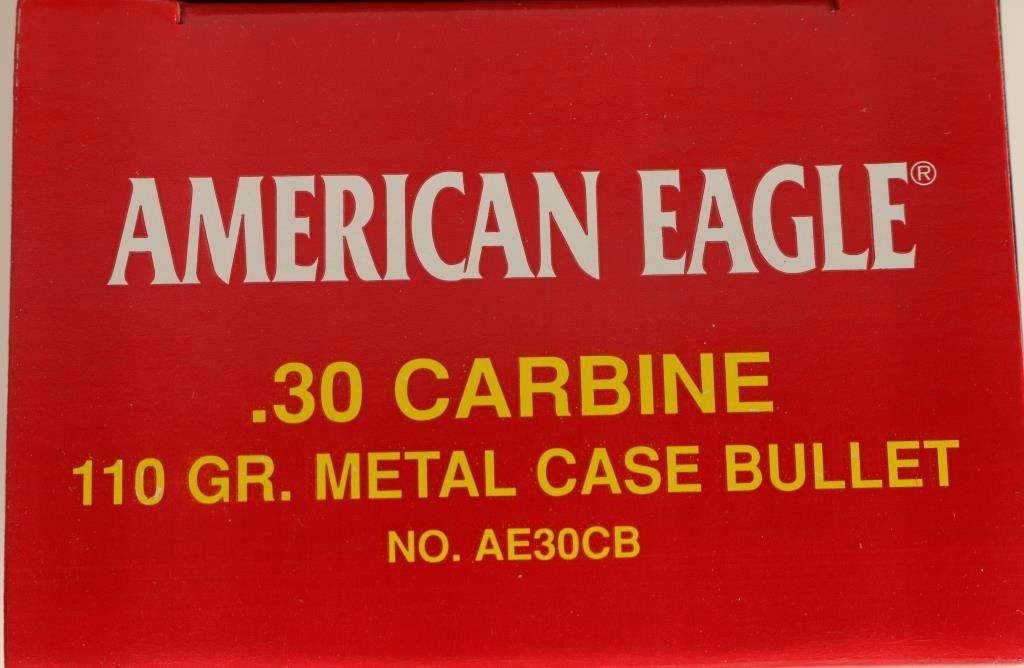 AMERICAN EAGLE®
.30 CARBINE
110 GR. METAL CASE BULLET
NO. AE30CB